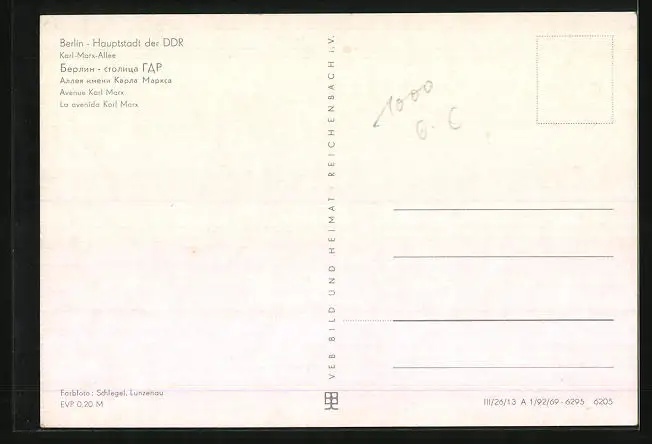 Berlin - Hauptstadt der DDR
Karl-Marx-Allee
Берлин - столица ГДР
Аллея имени Карла Маркса
Avenue Karl Marx
La avenida Karl Marx
VEB BILD UND HEIMAT · REICHENBACH i.V.
1000
6.
Farbfoto: Schlegel, Lunzenau
EVP 0,20 M
III/26/13 A 1/92/69 - 6295 6205